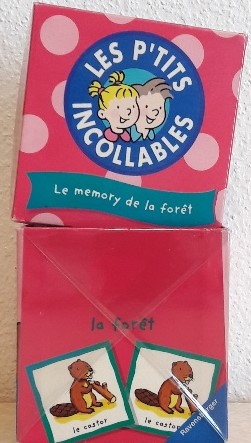 LES P'TITS
INCOLLABLES
Le memory de la forêt
la forêt
le castor
le castor
Ravensburger